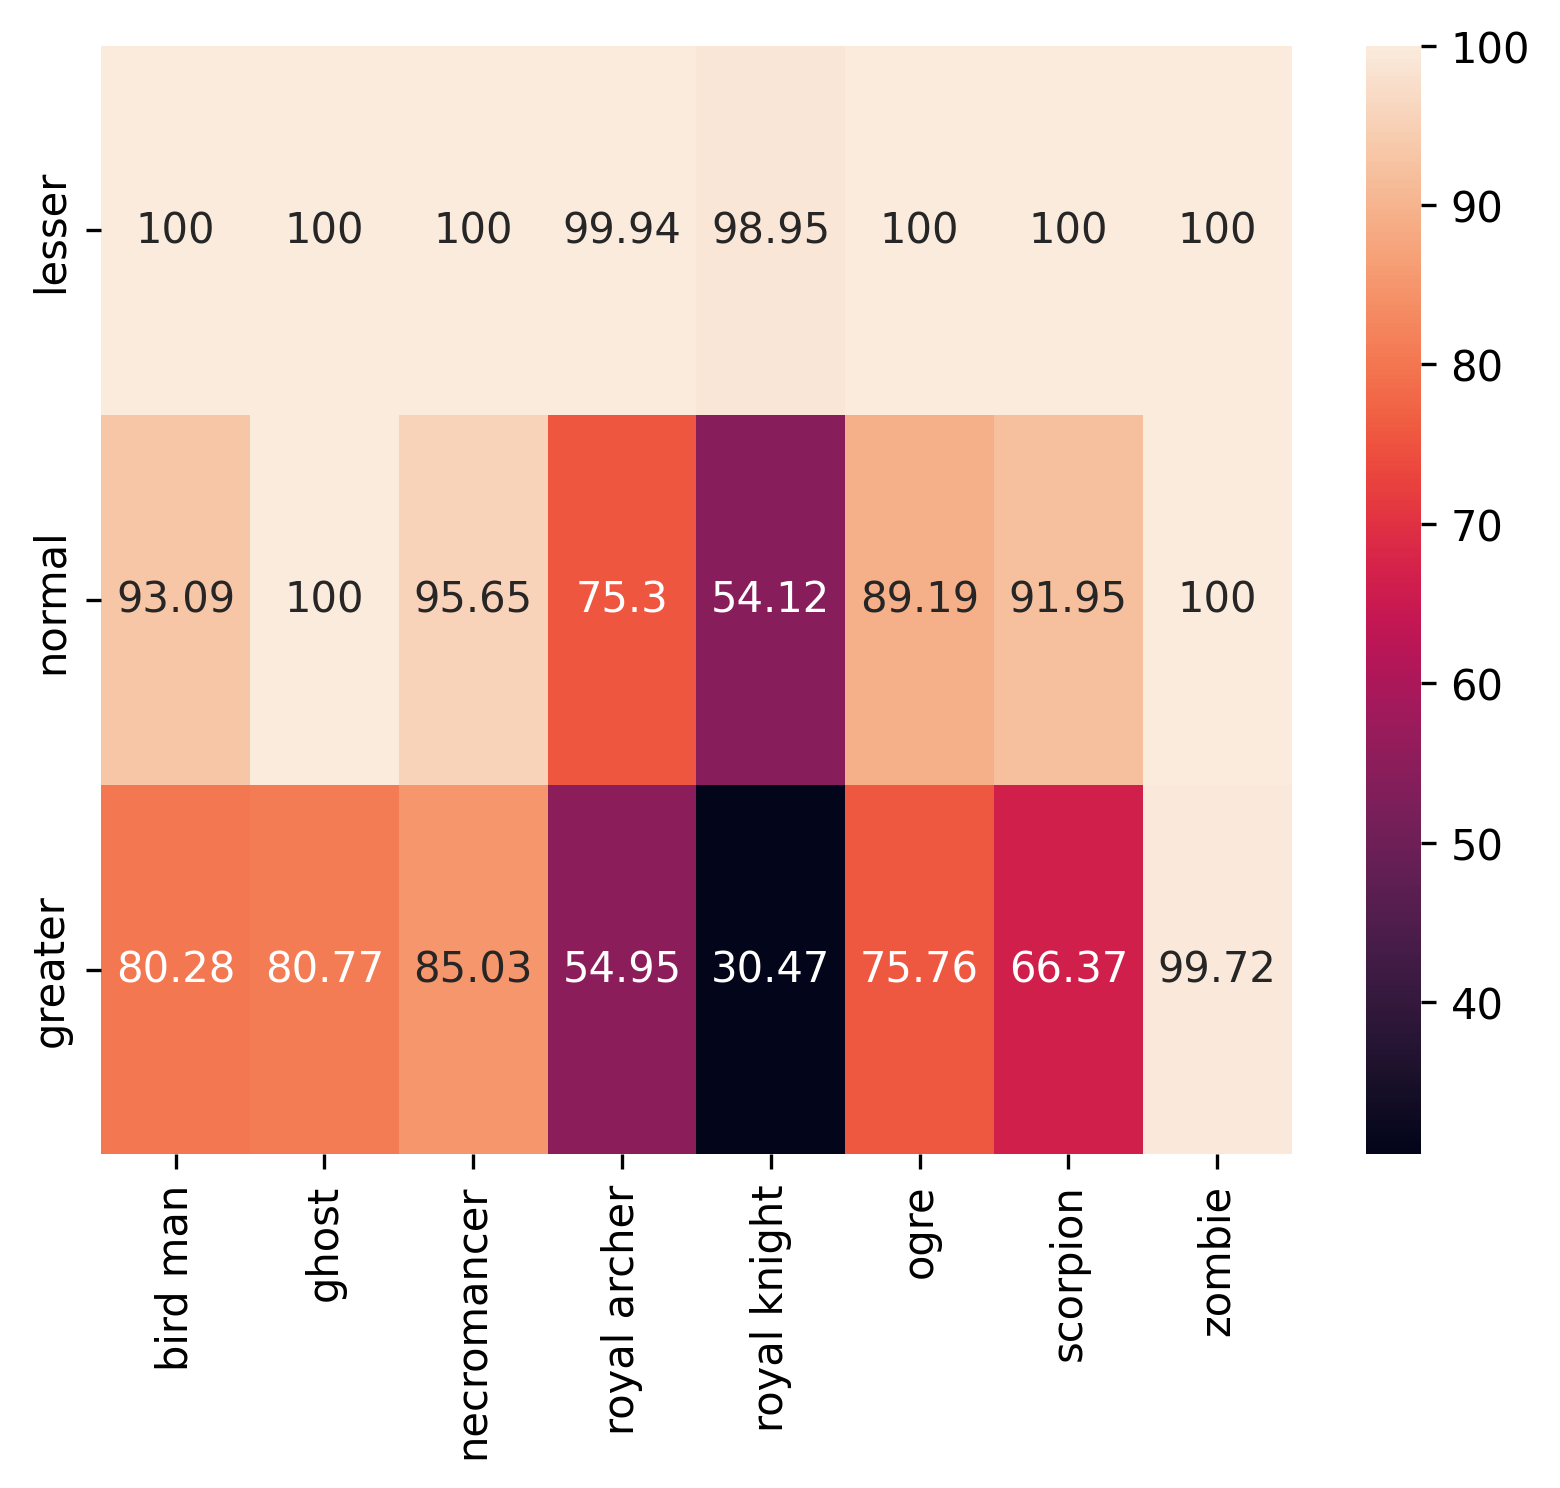 100
lesser 100 100 100 99.94 98.95 100 100 100
90
80
normal 93.09 100 95.65 75.3 54.12 89.19 91.95 100
70
60
50
greater 80.28 80.77 85.03 54.95 30.47 75.76 66.37 99.72
40
bird man ghost necromancer royal archer royal knight ogre scorpion zombie